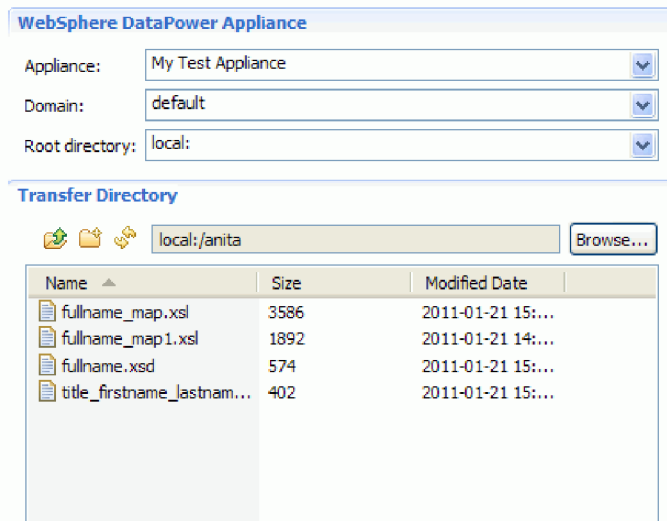 WebSphere DataPower Appliance
Appliance: My Test Appliance
Domain: default
Root directory: local:
Transfer Directory
local:/anita Browse...
Name Size Modified Date
fullname_map.xsl 3586 2011-01-21 15:...
fullname_map1.xsl 1892 2011-01-21 14:...
fullname.xsd 574 2011-01-21 15:...
title_firstname_lastnam... 402 2011-01-21 15:...